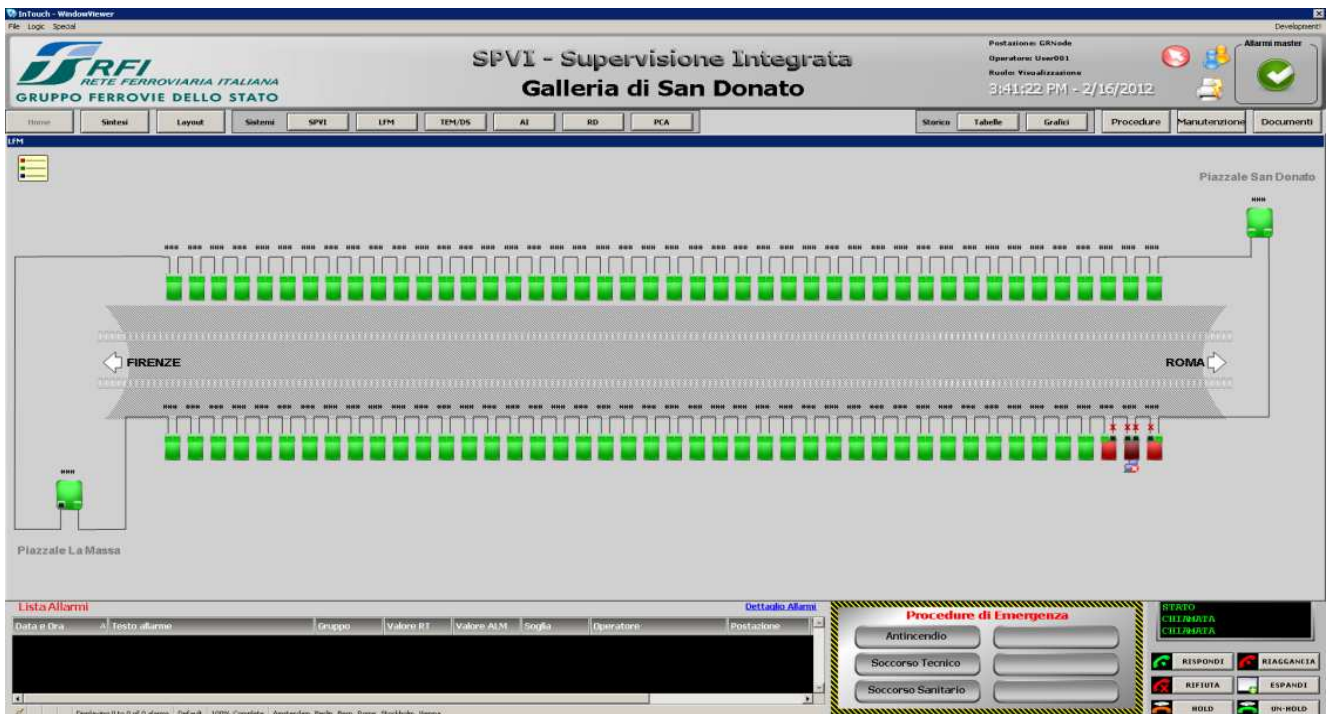 InTouch - WindowViewer
File Logic Special
Development!
RFI
RETE FERROVIARIA ITALIANA
GRUPPO FERROVIE DELLO STATO
SPVI - Supervisione Integrata
Galleria di San Donato
Postazione: GRNode
Operatore: User001
Ruolo: Visualizzazione
3:41:22 PM - 2/16/2012
Allarmi master
Home Sintesi Layout Sistemi SPVI LFM TEM/DS AI RD PCA Storico Tabelle Grafici Procedure Manutenzione Documenti
LFM
Piazzale San Donato
FIRENZE
ROMA
Piazzale La Massa
Lista Allarmi
Dettaglio Allarmi
Data e Ora Testo allarme Gruppo Valore RT Valore ALM Soglia Operatore Postazione
Procedure di Emergenza
Antincendio
Soccorso Tecnico
Soccorso Sanitario
STATO
CHIAMATA
CHIAMATA
RISPONDI RIAGGANCIA
RIFIUTA ESPANDI
HOLD UN-HOLD